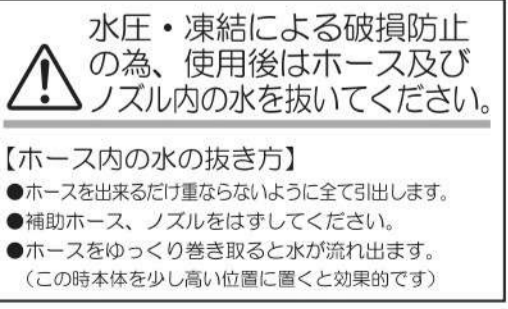 水圧・凍結による破損防止
の為、使用後はホース及び
ノズル内の水を抜いてください。
【ホース内の水の抜き方】
●ホースを出来るだけ重ならないように全て引出します。
●補助ホース、ノズルをはずしてください。
●ホースをゆっくり巻き取ると水が流れ出ます。
（この時本体を少し高い位置に置くと効果的です）